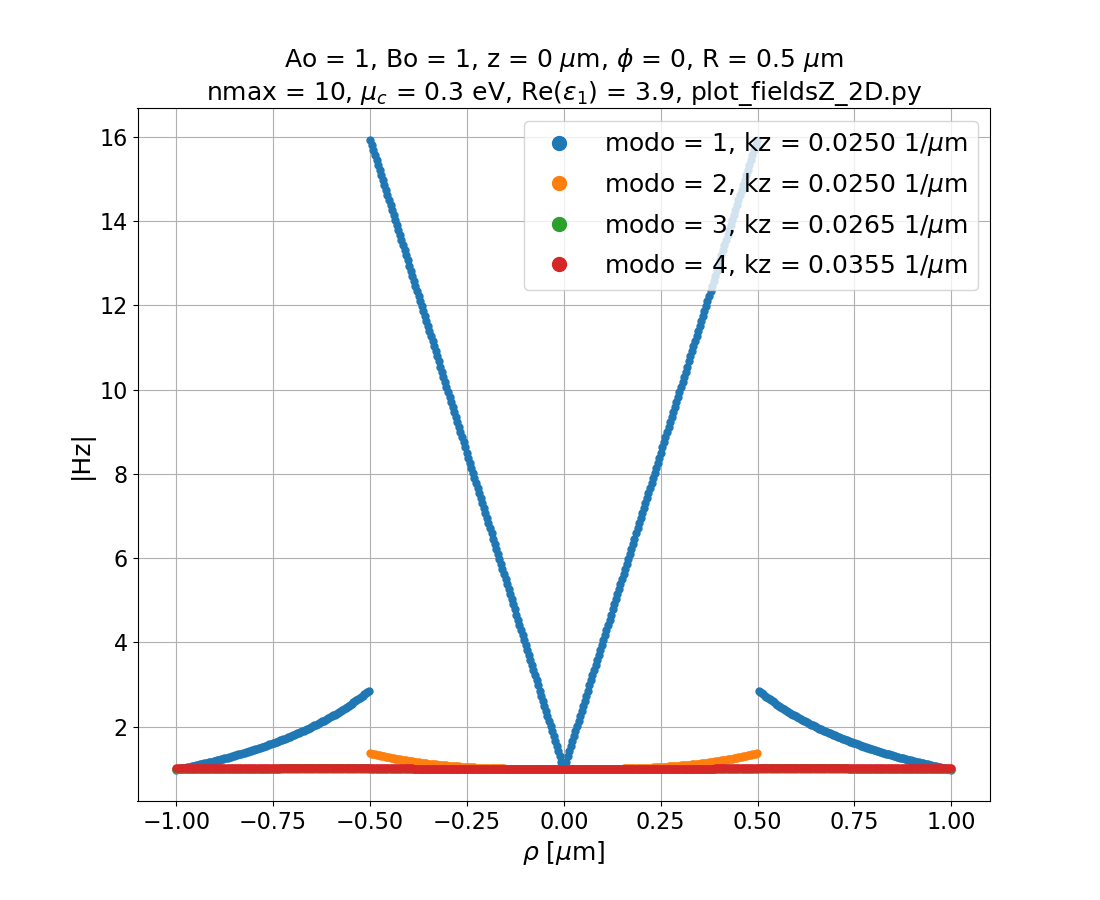 Ao = 1, Bo = 1, z = 0 μm, ϕ = 0, R = 0.5 μm
nmax = 10, μc = 0.3 eV, Re(ε1) = 3.9, plot_fieldsZ_2D.py
modo = 1, kz = 0.0250 1/μm
modo = 2, kz = 0.0250 1/μm
modo = 3, kz = 0.0265 1/μm
modo = 4, kz = 0.0355 1/μm
16
14
12
10
8
6
4
2
|Hz|
−1.00 −0.75 −0.50 −0.25 0.00 0.25 0.50 0.75 1.00
ρ [μm]